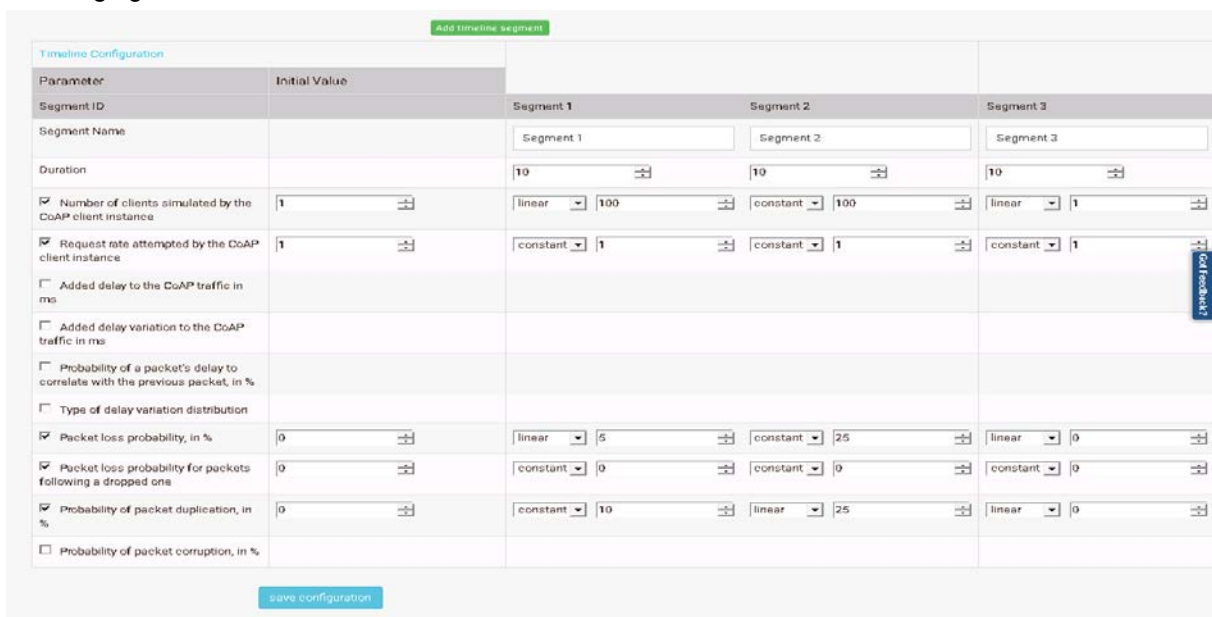 Add timeline segment
Timeline Configuration
Parameter Initial Value
Segment ID Segment 1 Segment 2 Segment 3
Segment Name Segment 1 Segment 2 Segment 3
Duration 10 10 10
Number of clients simulated by the CoAP client instance 1 linear 100 constant 100 linear 1
Request rate attempted by the CoAP client instance 1 constant 1 constant 1 constant 1
Got Feedback?
Added delay to the CoAP traffic in ms
Added delay variation to the CoAP traffic in ms
Probability of a packet's delay to correlate with the previous packet, in %
Type of delay variation distribution
Packet loss probability, in % 0 linear 5 constant 25 linear 0
Packet loss probability for packets following a dropped one 0 constant 0 constant 0 constant 0
Probability of packet duplication, in % 0 constant 10 linear 25 linear 0
Probability of packet corruption, in %
save configuration